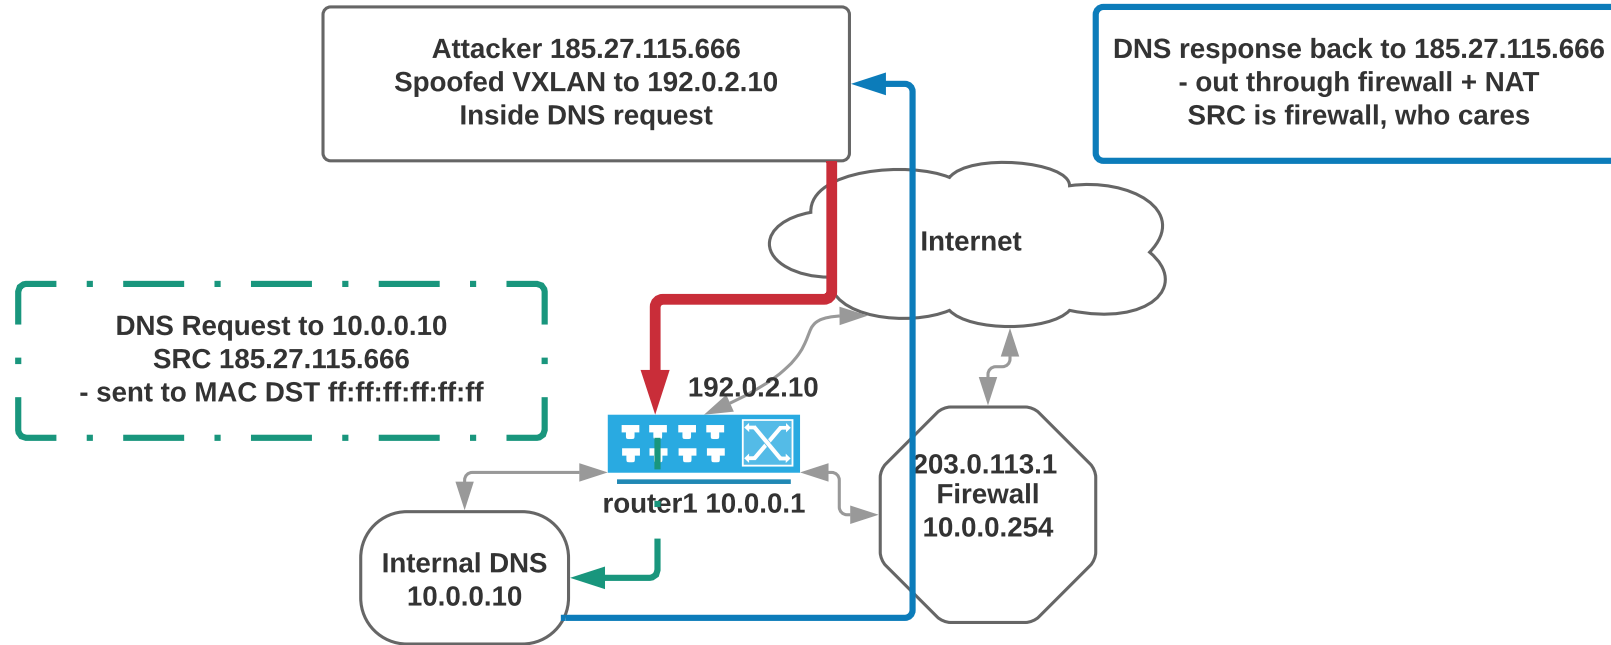 Attacker 185.27.115.666
Spoofed VXLAN to 192.0.2.10
Inside DNS request
DNS response back to 185.27.115.666
- out through firewall + NAT
SRC is firewall, who cares
Internet
DNS Request to 10.0.0.10
SRC 185.27.115.666
- sent to MAC DST ff:ff:ff:ff:ff:ff
192.0.2.10
router1 10.0.0.1
203.0.113.1
Firewall
10.0.0.254
Internal DNS
10.0.0.10